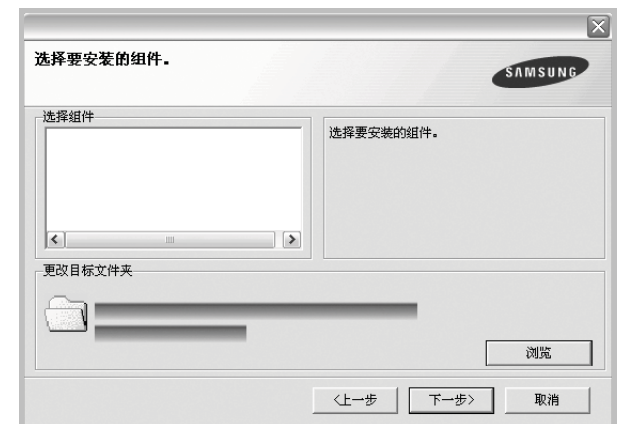 选择要安装的组件。
SAMSUNG
选择组件
选择要安装的组件。
更改目标文件夹
浏览
<上一步
下一步>
取消